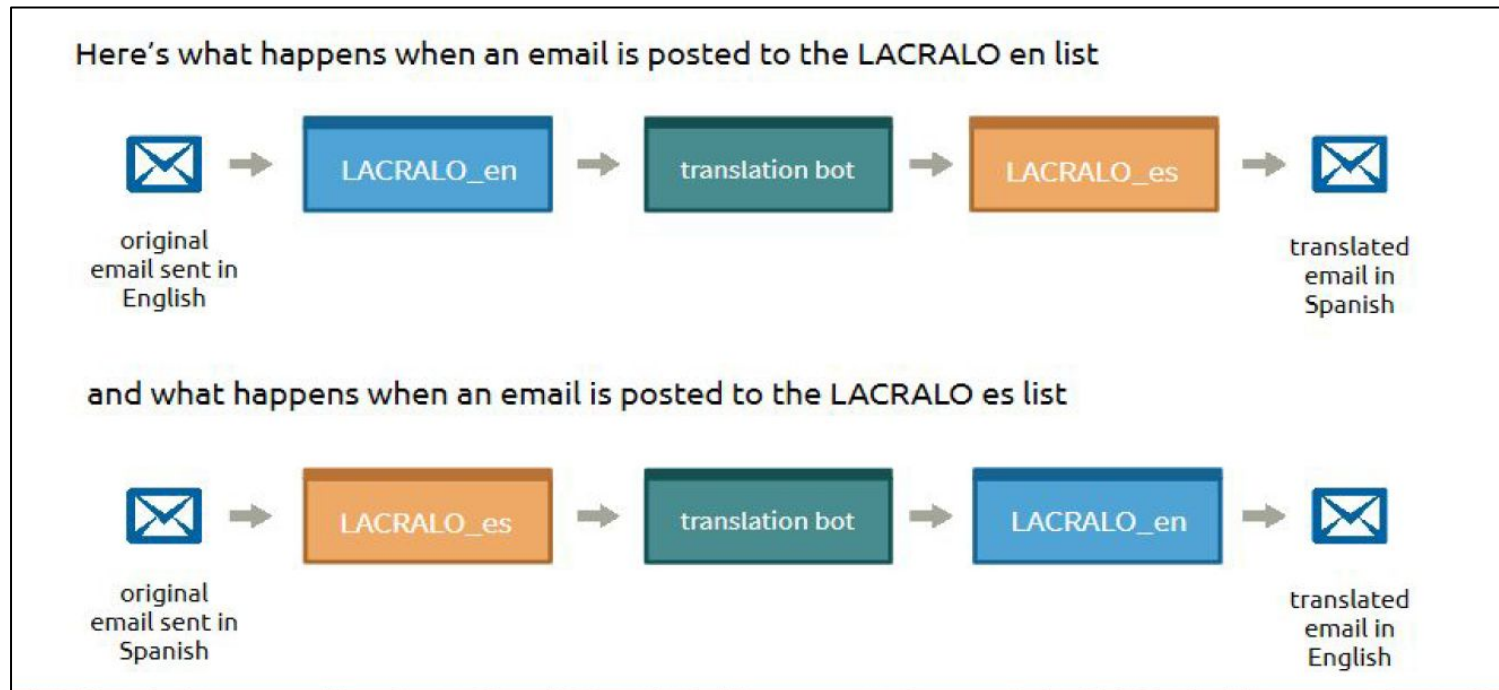 Here's what happens when an email is posted to the LACRALO en list
LACRALO_en
translation bot
LACRALO_es
original
email sent in
English
translated
email in
Spanish
and what happens when an email is posted to the LACRALO es list
LACRALO_es
translation bot
LACRALO_en
original
email sent in
Spanish
translated
email in
English